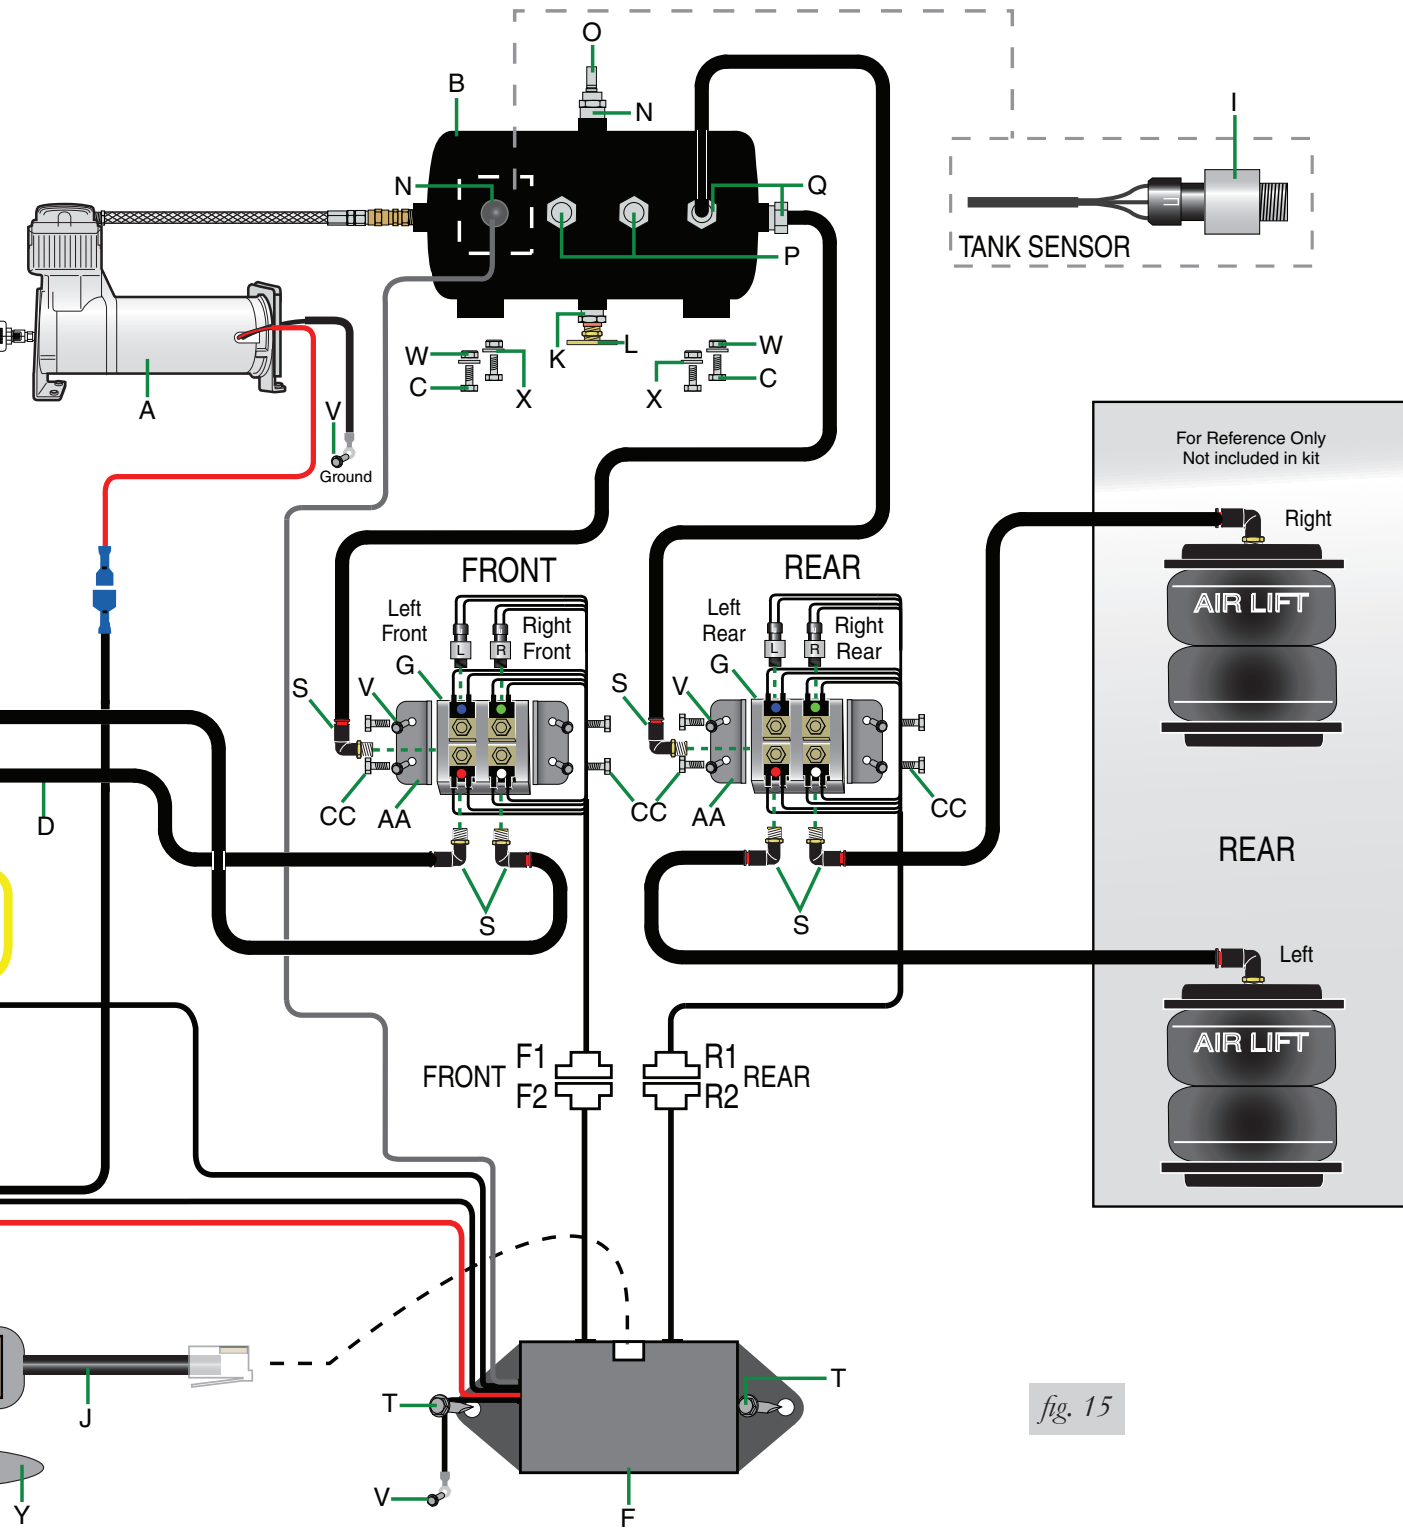 O
B
N
I
N
Q
TANK SENSOR
P
K
L
W
C
X
W
C
X
A
V
Ground
For Reference Only
Not included in kit
Right
AIR LIFT
FRONT
REAR
Left
Front
Right
Front
L
R
G
S
V
CC
AA
CC
S
Left
Rear
Right
Rear
L
R
G
S
V
AA
CC
S
D
REAR
Left
AIR LIFT
FRONT
F1
F2
R1
R2
REAR
J
Y
T
T
V
F
fig. 15